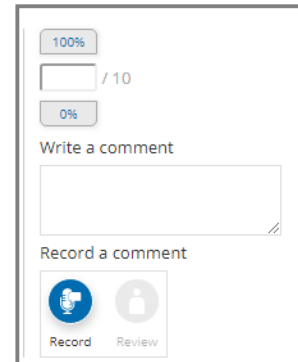 100%
/ 10
0%
Write a comment
Record a comment
Record Review